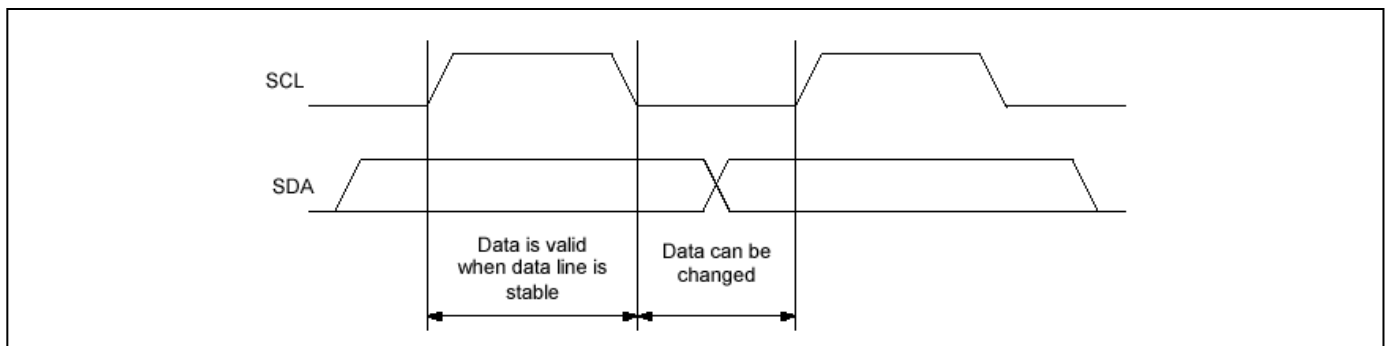 SCL
SDA
Data is valid
when data line is
stable
Data can be
changed